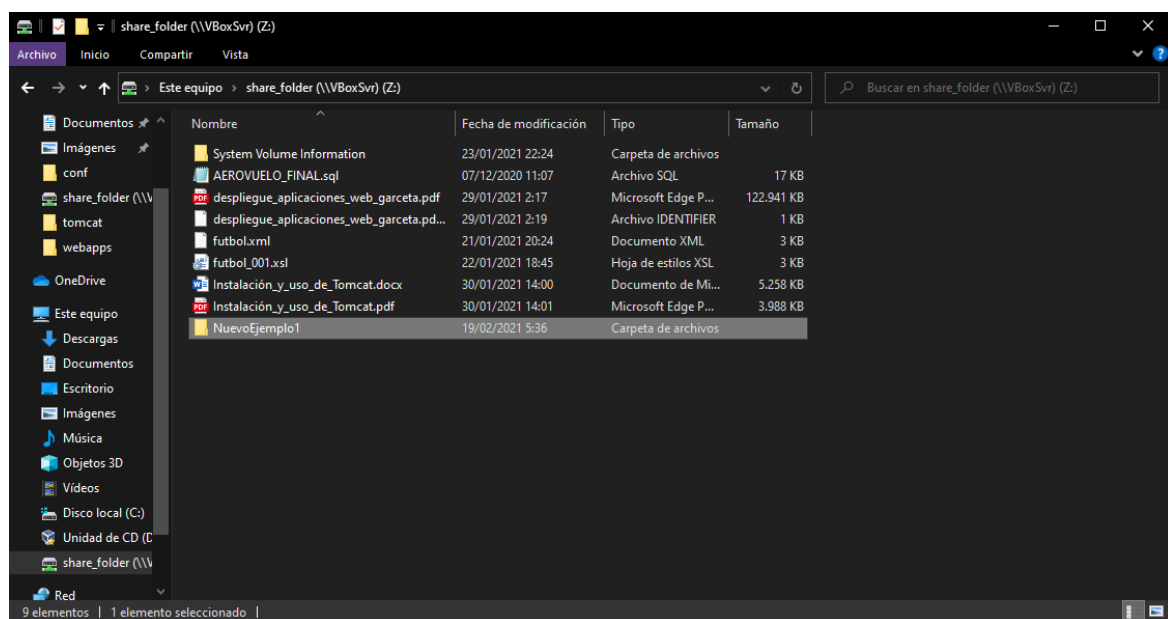 share_folder (\\VBoxSvr) (Z:)
Archivo Inicio Compartir Vista
Este equipo > share_folder (\\VBoxSvr) (Z:)
Buscar en share_folder (\\VBoxSvr) (Z:)
Documentos
Imágenes
conf
share_folder (\\V
tomcat
webapps
OneDrive
Este equipo
Descargas
Documentos
Escritorio
Imágenes
Música
Objetos 3D
Vídeos
Disco local (C:)
Unidad de CD (D
share_folder (\\V
Red
Nombre Fecha de modificación Tipo Tamaño
System Volume Information 23/01/2021 22:24 Carpeta de archivos
AEROVUELO_FINAL.sql 07/12/2020 11:07 Archivo SQL 17 KB
despliegue_aplicaciones_web_garceta.pdf 29/01/2021 2:17 Microsoft Edge P... 122.941 KB
despliegue_aplicaciones_web_garceta.pd... 29/01/2021 2:19 Archivo IDENTIFIER 1 KB
futbol.xml 21/01/2021 20:24 Documento XML 3 KB
futbol_001.xsl 22/01/2021 18:45 Hoja de estilos XSL 3 KB
Instalación_y_uso_de_Tomcat.docx 30/01/2021 14:00 Documento de Mi... 5.258 KB
Instalación_y_uso_de_Tomcat.pdf 30/01/2021 14:01 Microsoft Edge P... 3.988 KB
NuevoEjemplo1 19/02/2021 5:36 Carpeta de archivos
9 elementos | 1 elemento seleccionado |